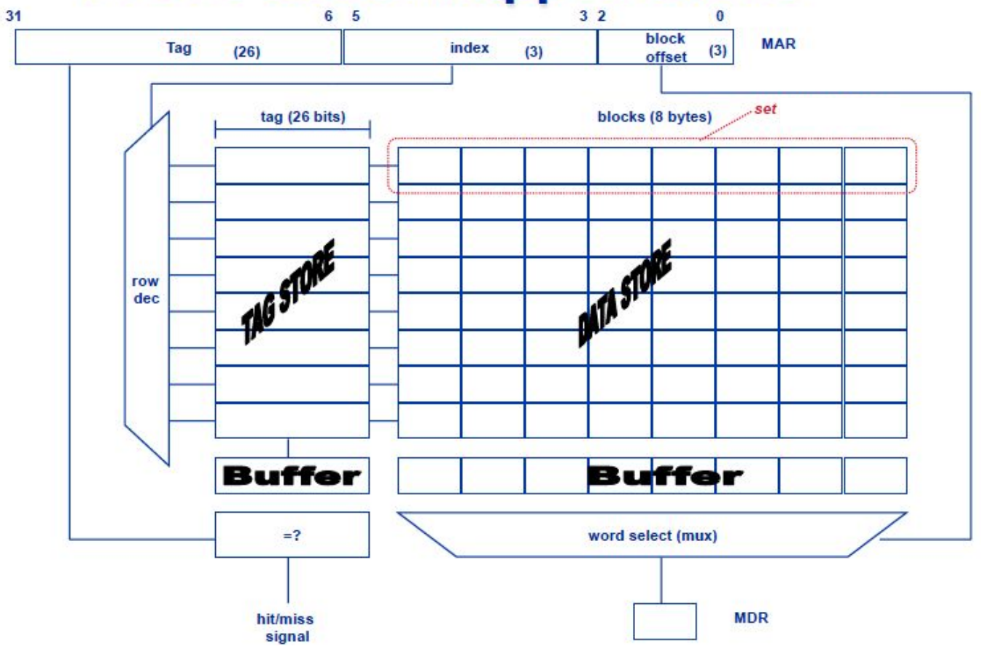 31 6 5 3 2 0
Tag (26) index (3) block offset (3) MAR
tag (26 bits) blocks (8 bytes) set
row
dec
TAG STORE
DATA STORE
Buffer Buffer
=? word select (mux)
hit/miss
signal
MDR